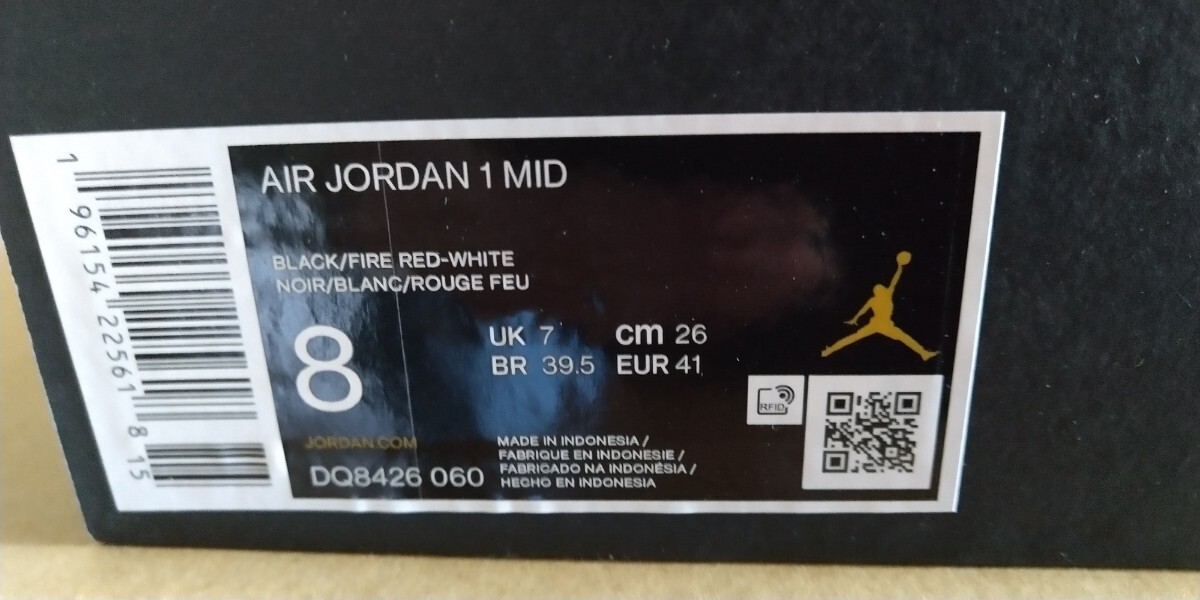 AIR JORDAN 1 MID
BLACK/FIRE RED-WHITE
NOIR/BLANC/ROUGE FEU
8
UK 7 cm 26
BR 39.5 EUR 41
RFID
JORDAN.COM
DQ8426 060
MADE IN INDONESIA /
FABRIQUE EN INDONESIE /
FABRICADO NA INDONÉSIA /
HECHO EN INDONESIA
1 96154 22561 8 15